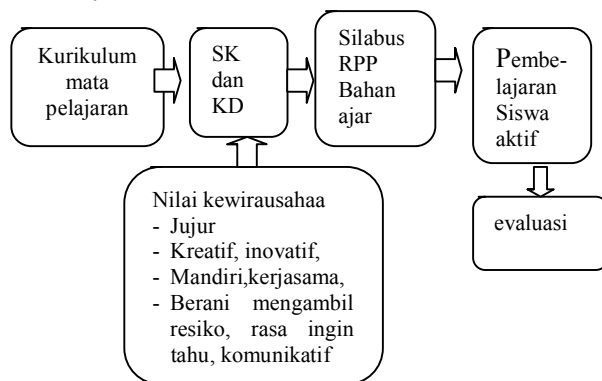 Kurikulum
mata
pelajaran
SK
dan
KD
Silabus
RPP
Bahan
ajar
Pembe-
lajaran
Siswa
aktif
Nilai kewirausahaa
- Jujur
- Kreatif, inovatif,
- Mandiri,kerjasama,
- Berani mengambil
resiko, rasa ingin
tahu, komunikatif
evaluasi